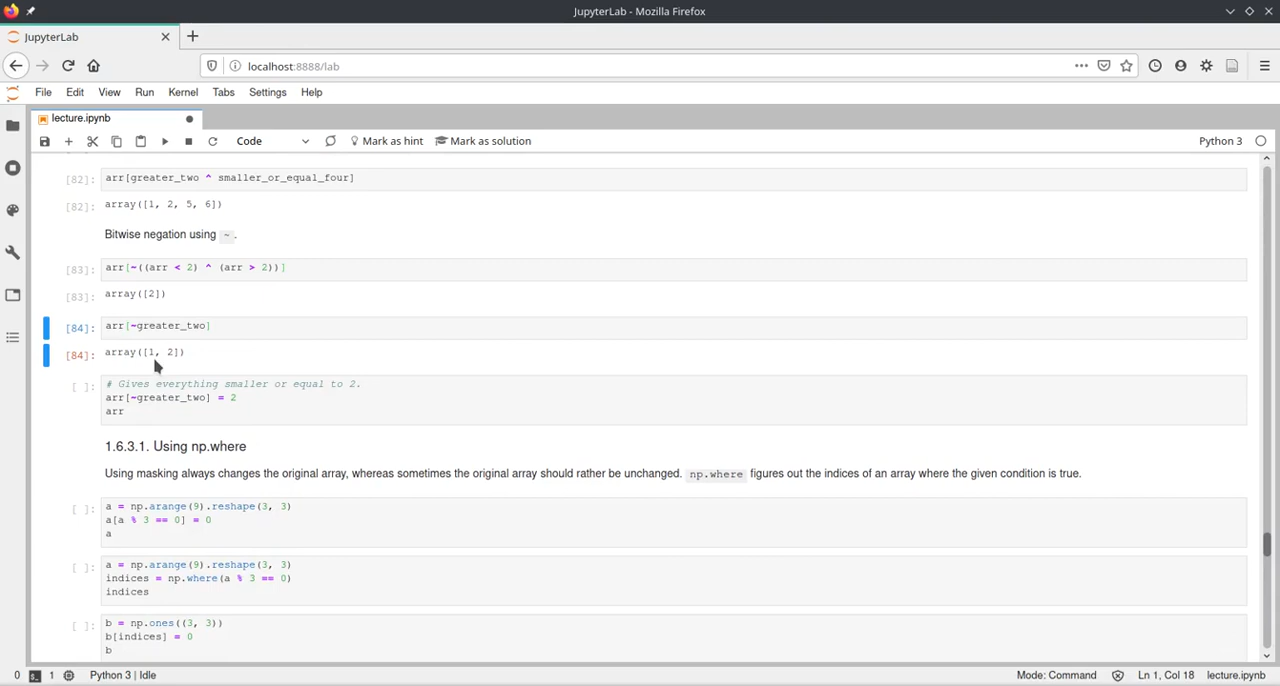 JupyterLab - Mozilla Firefox
JupyterLab
localhost:8888/lab
File Edit View Run Kernel Tabs Settings Help
lecture.ipynb
Code Mark as hint Mark as solution Python 3
[82]: arr[greater_two ^ smaller_or_equal_four]
[82]: array([1, 2, 5, 6])
Bitwise negation using ~.
[83]: arr[~((arr < 2) ^ (arr > 2))]
[83]: array([2])
[84]: arr[~greater_two]
[84]: array([1, 2])
[ ]: # Gives everything smaller or equal to 2.
arr[~greater_two] = 2
arr
1.6.3.1. Using np.where
Using masking always changes the original array, whereas sometimes the original array should rather be unchanged. np.where figures out the indices of an array where the given condition is true.
[ ]: a = np.arange(9).reshape(3, 3)
a[a % 3 == 0] = 0
a
[ ]: a = np.arange(9).reshape(3, 3)
indices = np.where(a % 3 == 0)
indices
[ ]: b = np.ones((3, 3))
b[indices] = 0
b
0 1 Python 3 | Idle Mode: Command Ln 1, Col 18 lecture.ipynb